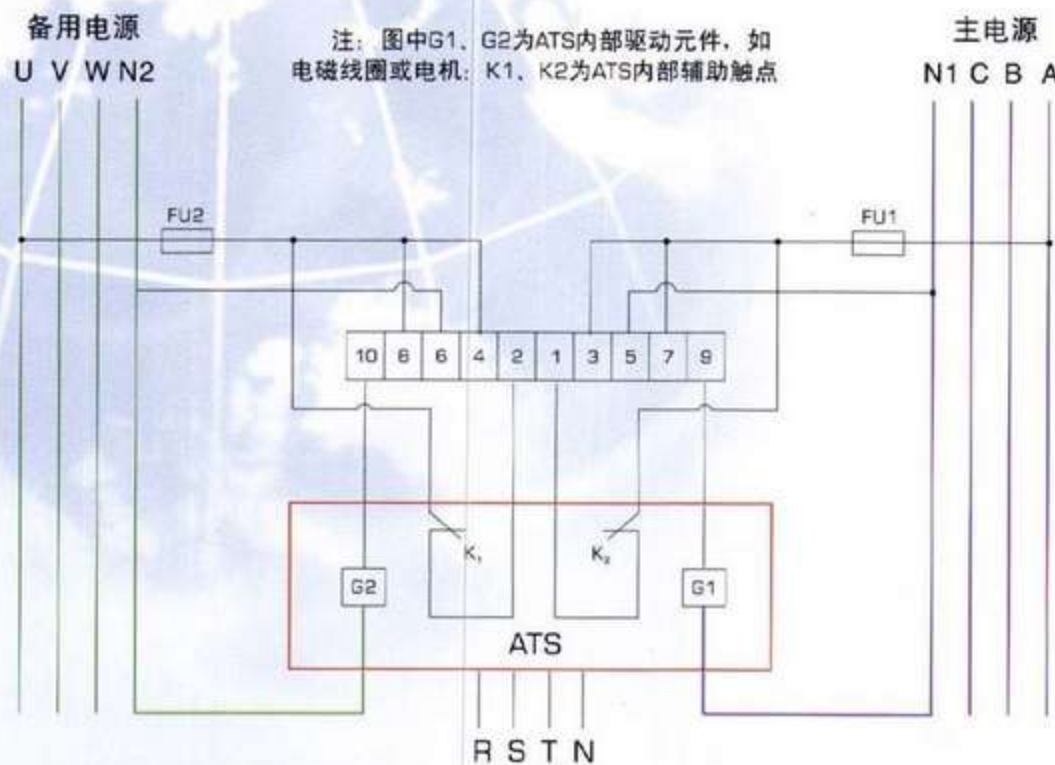 备用电源
主电源
注：图中G1、G2为ATS内部驱动元件，如
电磁线圈或电机；K1、K2为ATS内部辅助触点
U V W N2
N1 C B A
FU2
FU1
10 8 6 4 2 1 3 5 7 9
K₁
K₂
G2
G1
ATS
R S T N